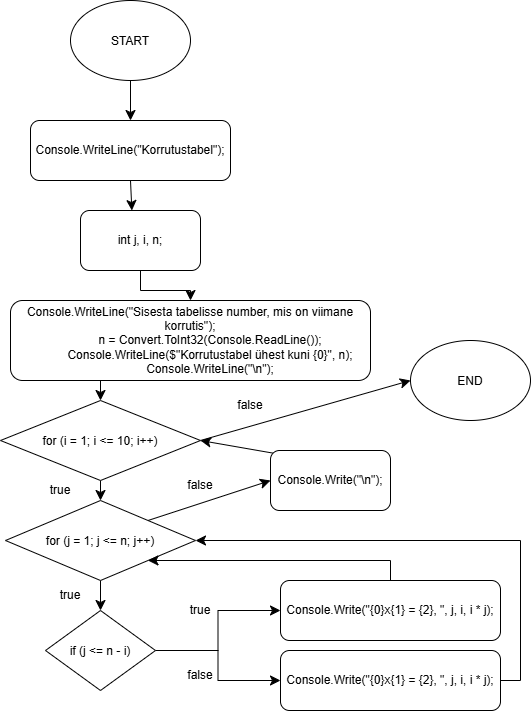 START
Console.WriteLine("Korrutustabel");
int j, i, n;
Console.WriteLine("Sisesta tabelisse number, mis on viimane
korrutis");
n = Convert.ToInt32(Console.ReadLine());
Console.WriteLine($"Korrutustabel ühest kuni {0}", n);
Console.WriteLine("\n");
END
false
for (i = 1; i <= 10; i++)
true
false
Console.Write("\n");
for (j = 1; j <= n; j++)
true
true
Console.Write("{0}x{1} = {2}, ", j, i, i * j);
if (j <= n - i)
false
Console.Write("{0}x{1} = {2}, ", j, i, i * j);